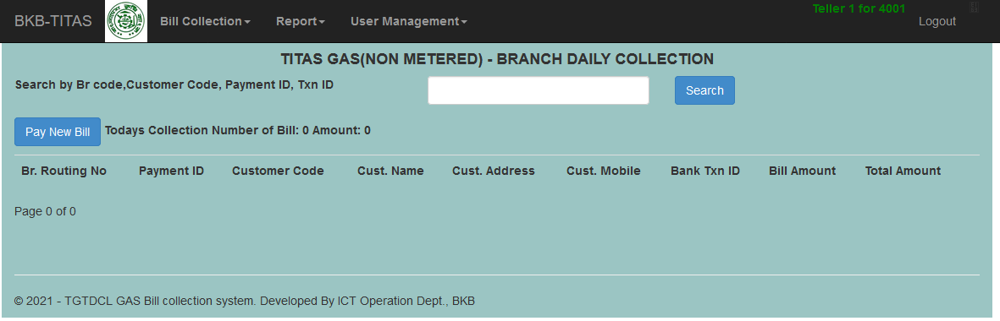 BKB-TITAS Bill Collection Report User Management Teller 1 for 4001 Logout
TITAS GAS(NON METERED) - BRANCH DAILY COLLECTION
Search by Br code,Customer Code, Payment ID, Txn ID Search
Pay New Bill Todays Collection Number of Bill: 0 Amount: 0
Br. Routing No Payment ID Customer Code Cust. Name Cust. Address Cust. Mobile Bank Txn ID Bill Amount Total Amount
Page 0 of 0
© 2021 - TGTDCL GAS Bill collection system. Developed By ICT Operation Dept., BKB